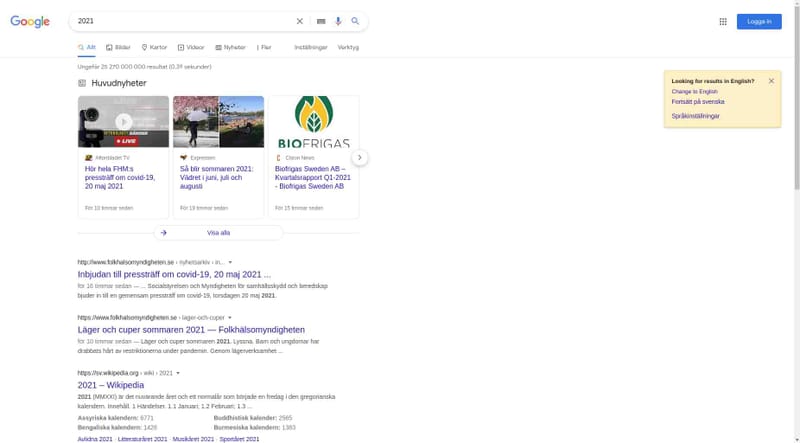 Google
2021
Logga in
Allt Bilder Kartor Videor Nyheter Fler Inställningar Verktyg
Ungefär 25 270 000 000 resultat (0,39 sekunder)
Looking for results in English?
Change to English
Fortsätt på svenska
Språkinställningar
Huvudnyheter
LIVE
BIOFRIGAS
Aftonbladet TV
Hör hela FHM:s
pressträff om covid-19,
20 maj 2021
För 10 timmar sedan
Expressen
Så blir sommaren 2021:
Vädret i juni, juli och
augusti
För 19 timmar sedan
Cision News
Biofrigas Sweden AB –
Kvartalsrapport Q1-2021
- Biofrigas Sweden AB
För 15 timmar sedan
Visa alla
http://www.folkhalsomyndigheten.se › nyhetsarkiv › in...
Inbjudan till pressträff om covid-19, 20 maj 2021 ...
för 16 timmar sedan — ... Socialstyrelsen och Myndigheten för samhällsskydd och beredskap
bjuder in till en gemensam pressträff om covid-19, torsdagen 20 maj 2021.
https://www.folkhalsomyndigheten.se › lager-och-cuper
Läger och cuper sommaren 2021 — Folkhälsomyndigheten
för 10 timmar sedan — Läger och cuper sommaren 2021. Lyssna. Barn och ungdomar har
drabbats hårt av restriktionerna under pandemin. Genom lägerverksamhet ...
https://sv.wikipedia.org › wiki › 2021
2021 – Wikipedia
2021 (MMXXI) är det nuvarande året och ett normalår som började en fredag i den gregorianska
kalendern. Innehåll. 1 Händelser. 1.1 Januari; 1.2 Februari; 1.3 ...
Assyriska kalendern: 6771 Buddhistisk kalender: 2565
Bengaliska kalendern: 1428 Burmesiska kalender: 1383
Avlidna 2021 · Litteraturåret 2021 · Musikåret 2021 · Sportåret 2021